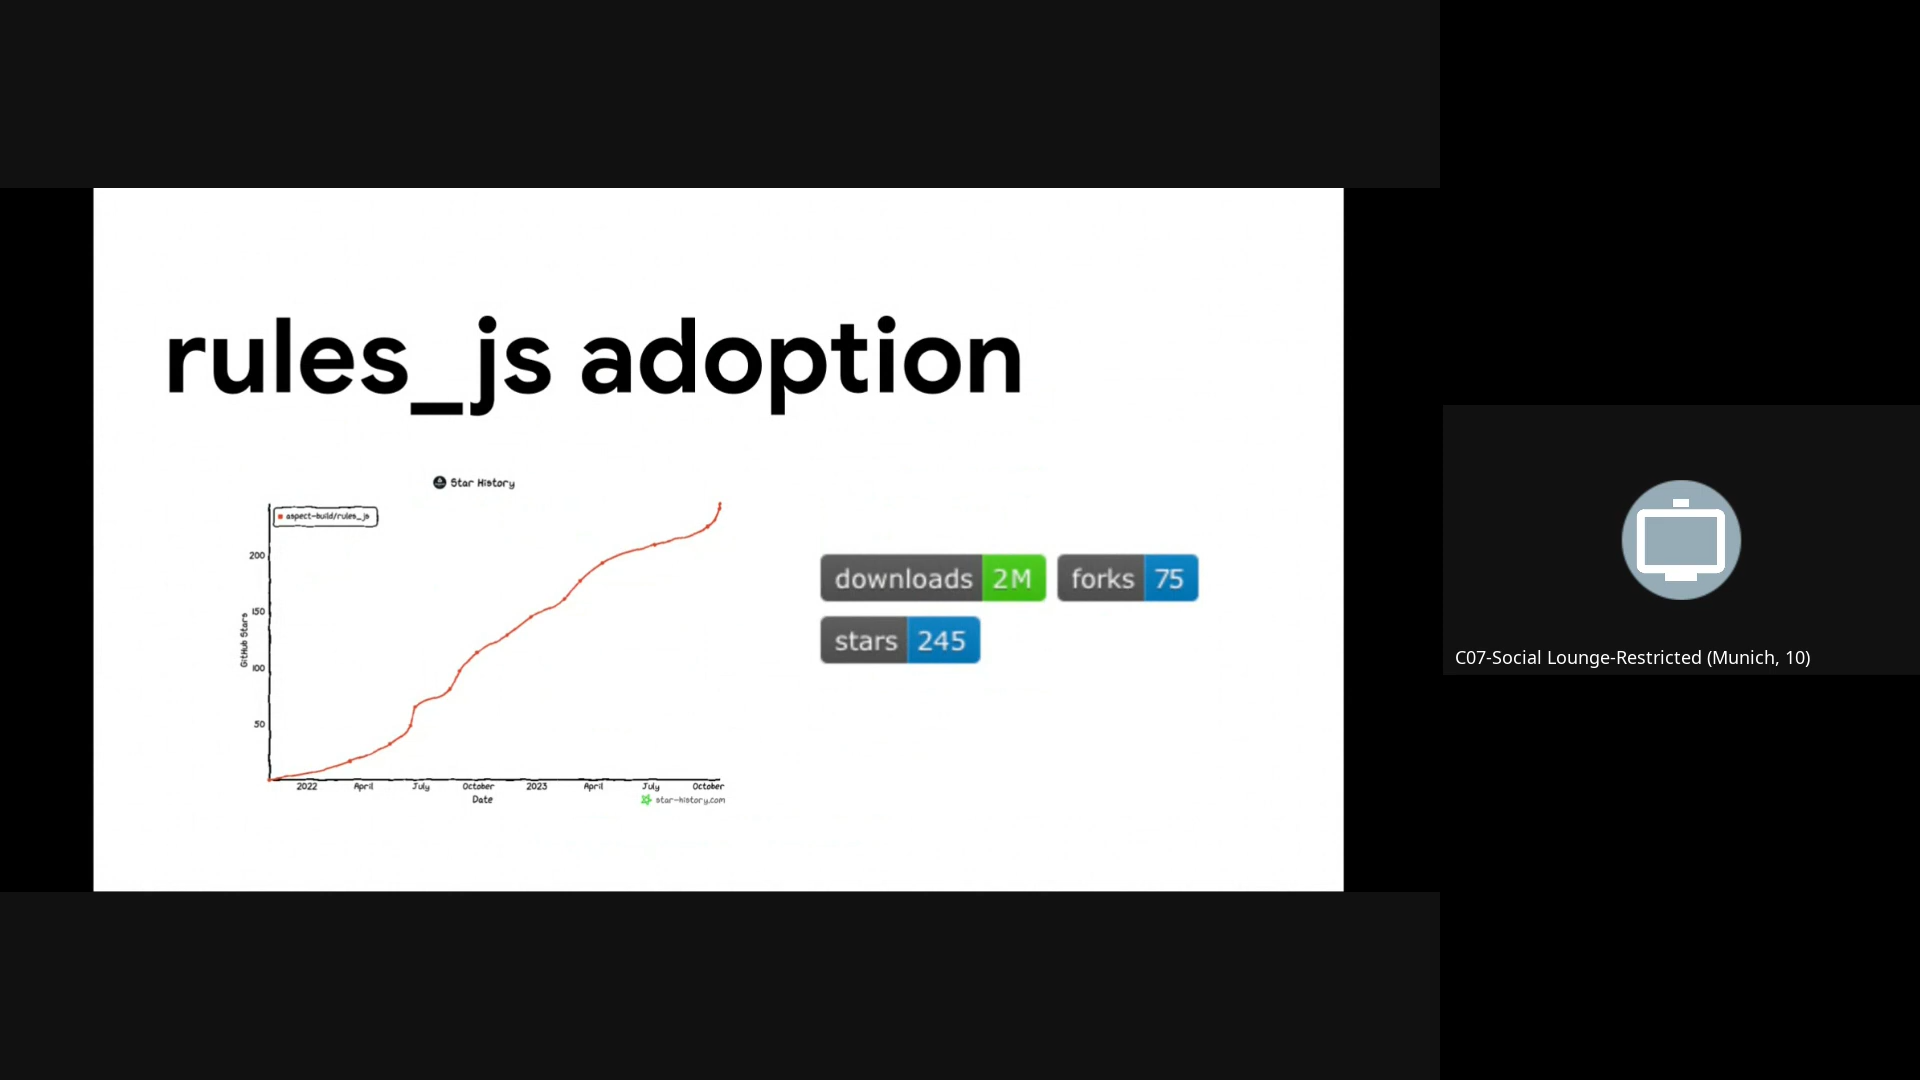 rules_js adoption
Star History
aspect-build/rules_js
200
150
100
50
GitHub Stars
2022 April July October 2023 April July October
Date
star-history.com
downloads 2M forks 75
stars 245
C07-Social Lounge-Restricted (Munich, 10)